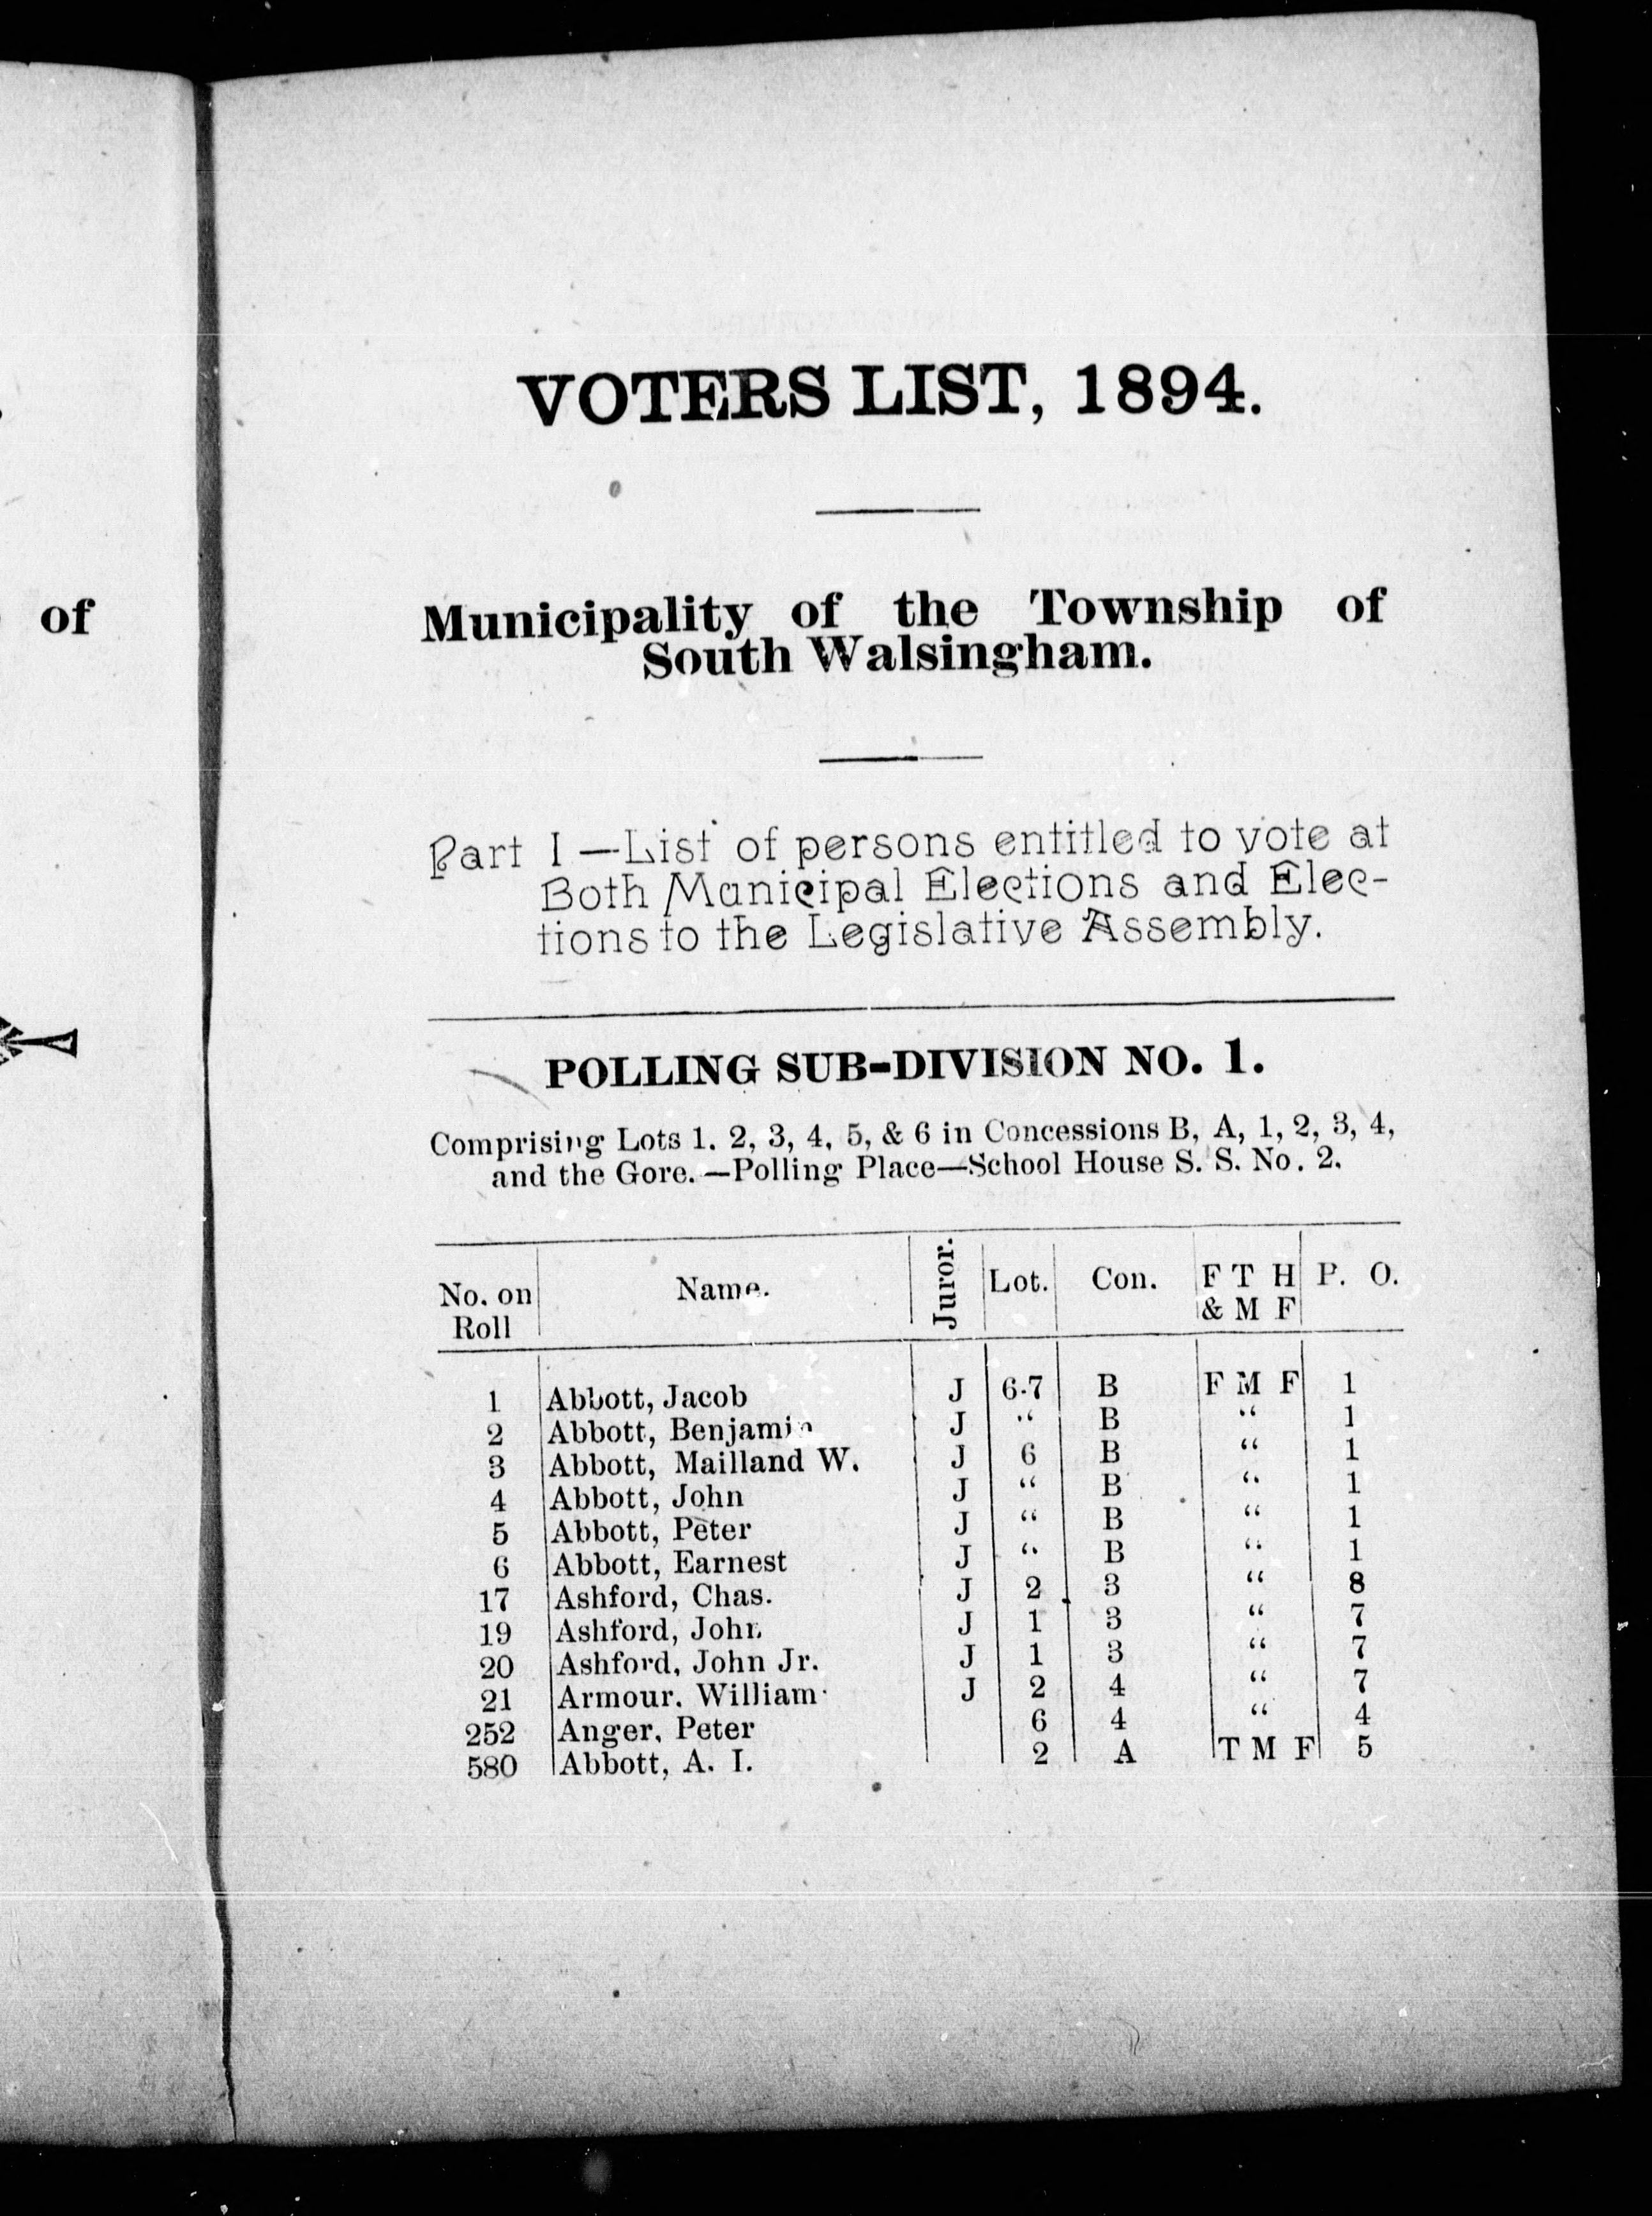 of
VOTERS LIST, 1894.
Municipality of the Township of
South Walsingham.
Part I —List of persons entitled to vote at
Both Municipal Elections and Elec-
tions to the Legislative Assembly.
POLLING SUB-DIVISION NO. 1.
Comprising Lots 1. 2, 3, 4, 5, & 6 in Concessions B, A, 1, 2, 3, 4,
and the Gore.—Polling Place—School House S. S. No. 2.
No. on Roll | Name. | Juror. | Lot. | Con. | F T H & M F | P. O.
1 Abbott, Jacob J 6-7 B F M F 1
2 Abbott, Benjamin J “ B “ 1
3 Abbott, Mailland W. J 6 B “ 1
4 Abbott, John J “ B “ 1
5 Abbott, Peter J “ B “ 1
6 Abbott, Earnest J “ B “ 1
17 Ashford, Chas. J 2 3 “ 8
19 Ashford, John J 1 3 “ 7
20 Ashford, John Jr. J 1 3 “ 7
21 Armour. William J 2 4 “ 7
252 Anger, Peter 6 4 “ 4
580 Abbott, A. I. 2 A T M F 5